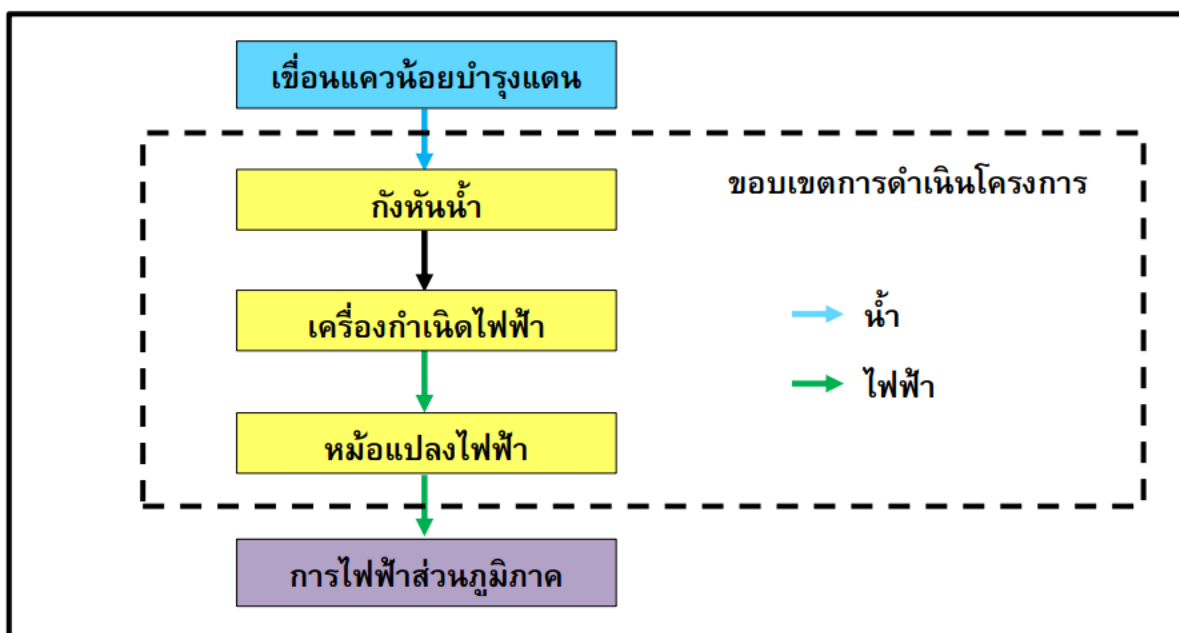 เขื่อนแควน้อยบำรุงแดน
กังหันน้ำ
ขอบเขตการดำเนินโครงการ
เครื่องกำเนิดไฟฟ้า
น้ำ
ไฟฟ้า
หม้อแปลงไฟฟ้า
การไฟฟ้าส่วนภูมิภาค